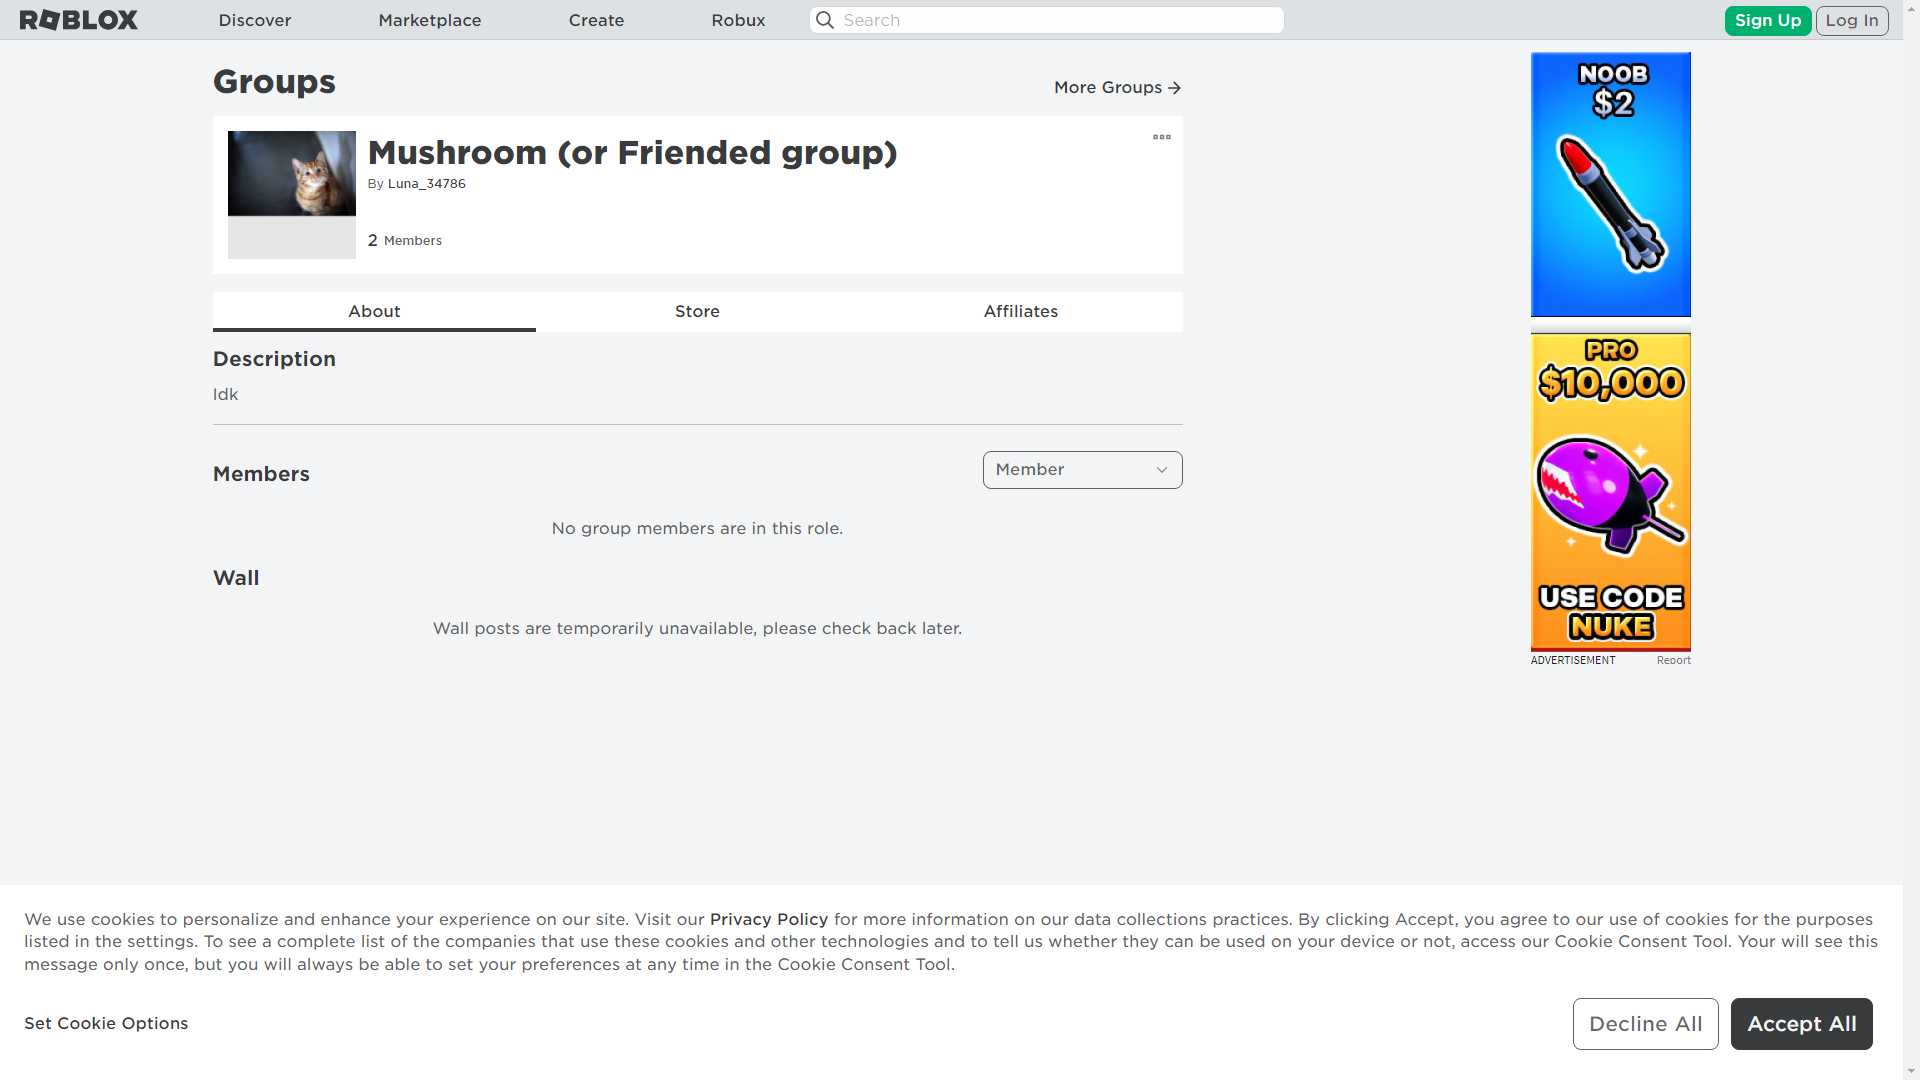 ROBLOX
Discover
Marketplace
Create
Robux
Search
Sign Up
Log In
Groups
More Groups
Mushroom (or Friended group)
By Luna_34786
2 Members
About
Store
Affiliates
Description
Idk
Members
Member
No group members are in this role.
Wall
Wall posts are temporarily unavailable, please check back later.
NOOB
$2
PRO
$10,000
USE CODE
NUKE
ADVERTISEMENT
Report
We use cookies to personalize and enhance your experience on our site. Visit our Privacy Policy for more information on our data collections practices. By clicking Accept, you agree to our use of cookies for the purposes
listed in the settings. To see a complete list of the companies that use these cookies and other technologies and to tell us whether they can be used on your device or not, access our Cookie Consent Tool. Your will see this
message only once, but you will always be able to set your preferences at any time in the Cookie Consent Tool.
Set Cookie Options
Decline All
Accept All